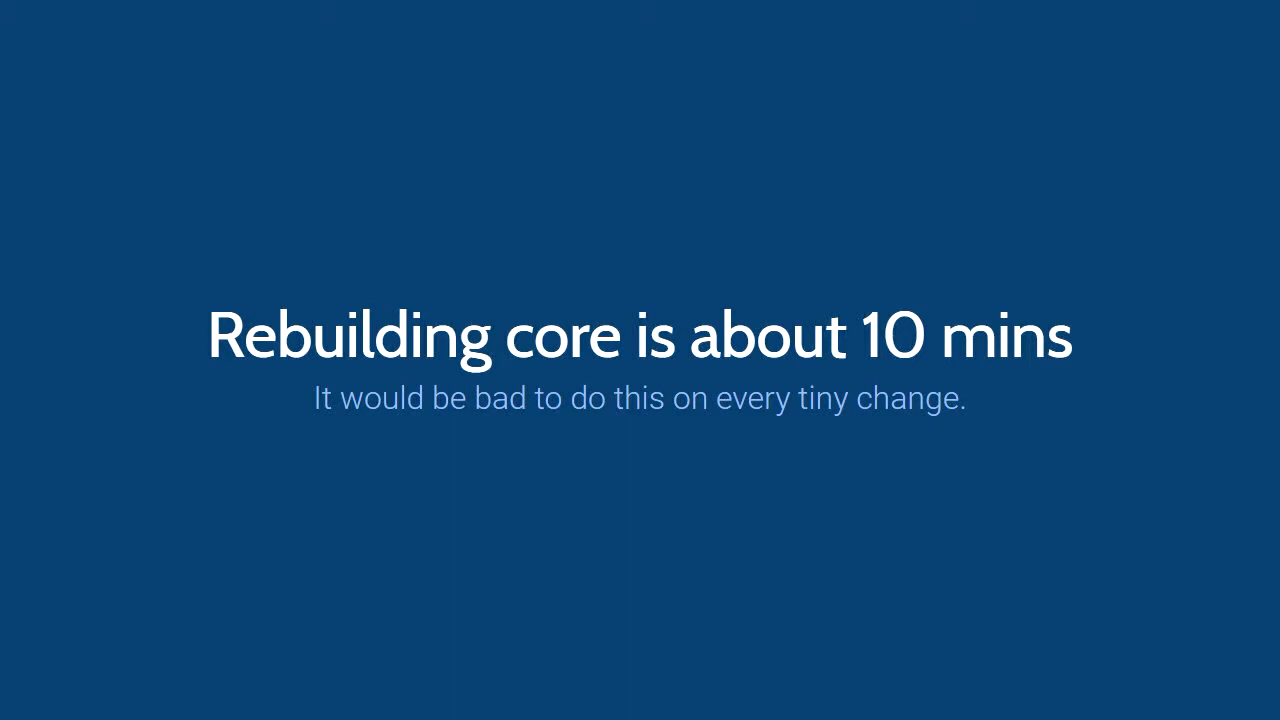 Rebuilding core is about 10 mins
It would be bad to do this on every tiny change.